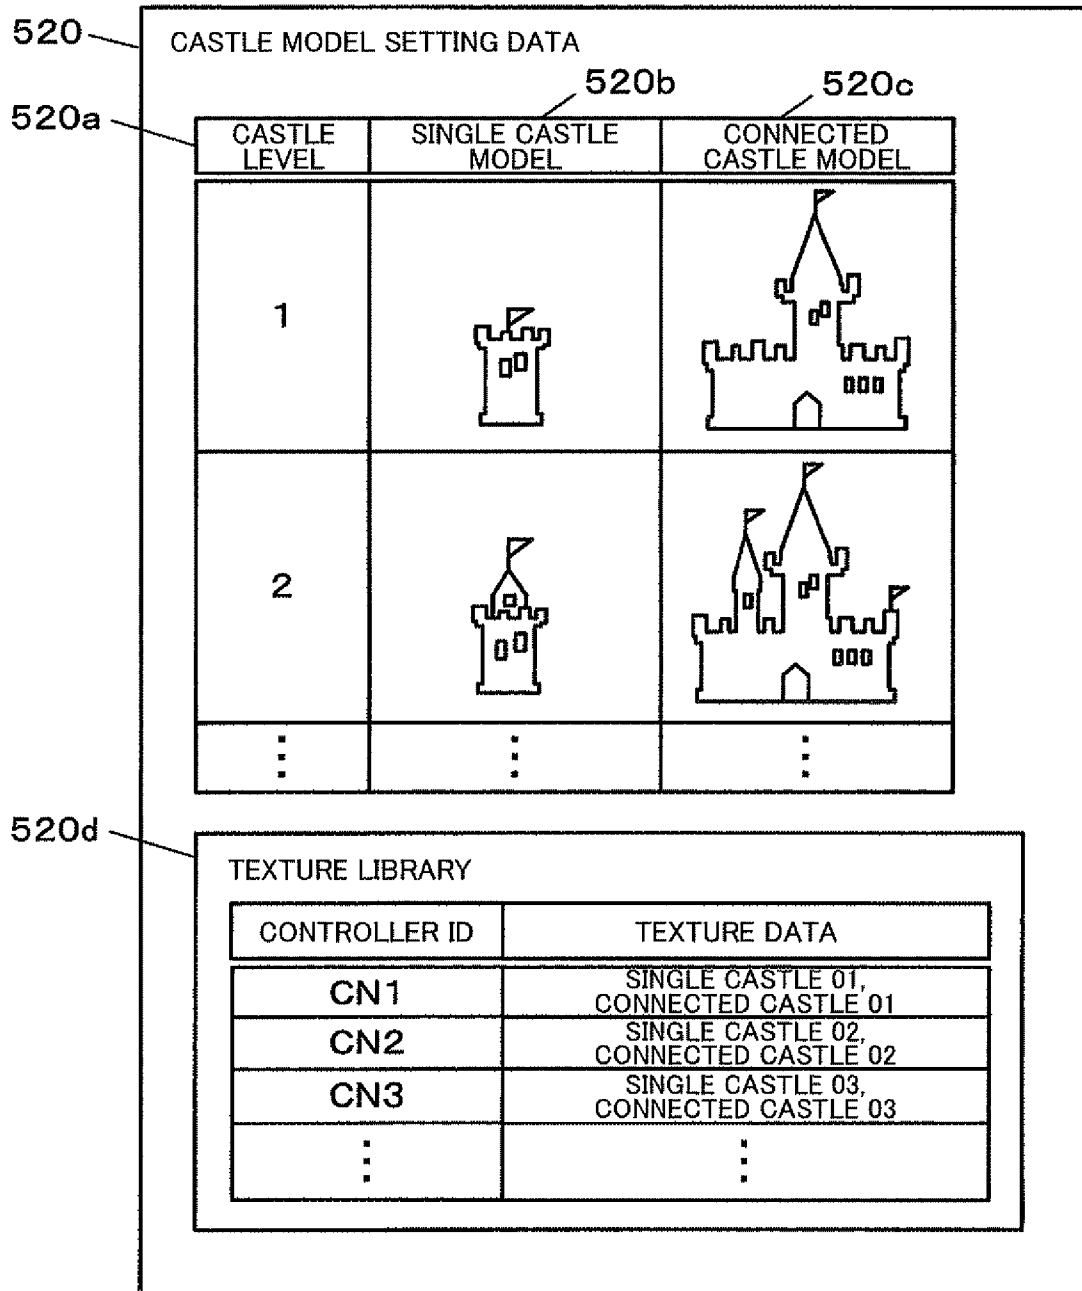 520
CASTLE MODEL SETTING DATA
520b
520c
520a
CASTLE
LEVEL
SINGLE CASTLE
MODEL
CONNECTED
CASTLE MODEL
1
2
520d
TEXTURE LIBRARY
CONTROLLER ID
TEXTURE DATA
CN1
SINGLE CASTLE 01,
CONNECTED CASTLE 01
CN2
SINGLE CASTLE 02,
CONNECTED CASTLE 02
CN3
SINGLE CASTLE 03,
CONNECTED CASTLE 03